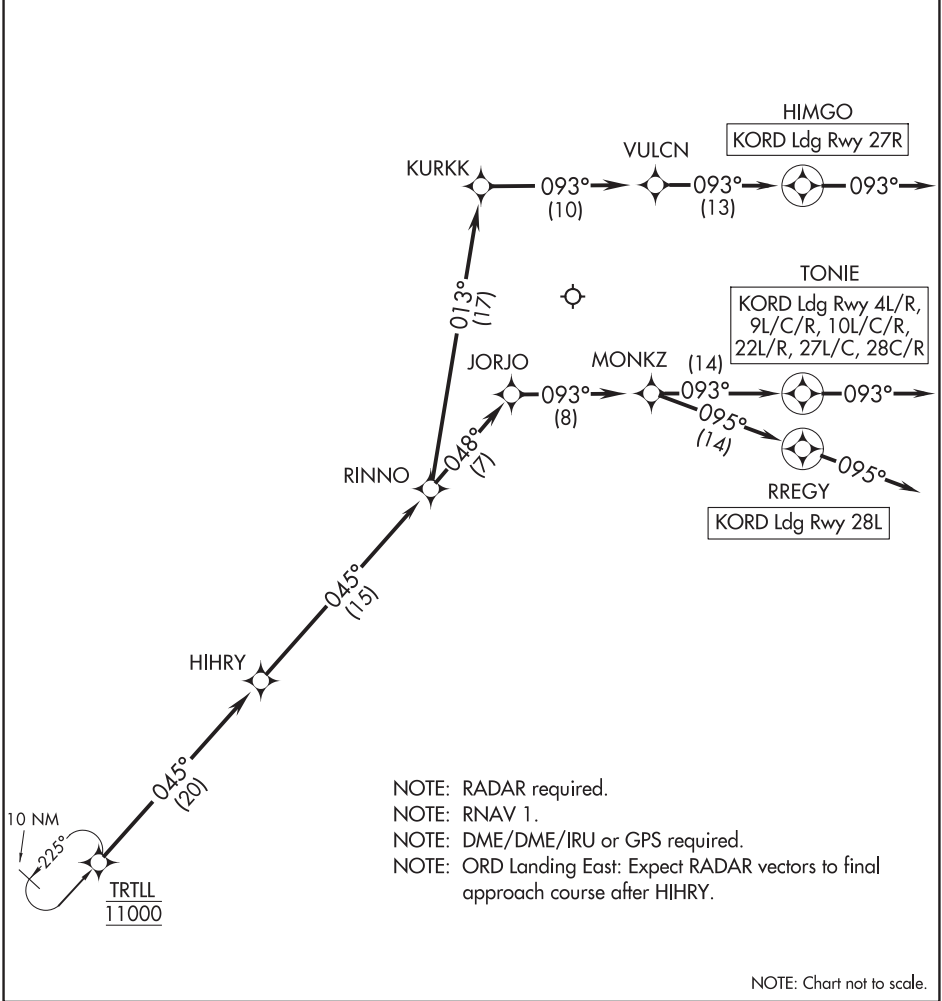 HIMGO
KORD Ldg Rwy 27R
VULCN
KURKK
093°
(10)
093°
(13)
093°
013°
(17)
TONIE
KORD Ldg Rwy 4L/R,
9L/C/R, 10L/C/R,
22L/R, 27L/C, 28C/R
JORJO
MONKZ
(14)
093°
(8)
093°
093°
095°
(14)
095°
048°
(7)
RINNO
RREGY
KORD Ldg Rwy 28L
045°
(15)
HIHRY
045°
(20)
10 NM
225°
TRTLL
11000
NOTE: RADAR required.
NOTE: RNAV 1.
NOTE: DME/DME/IRU or GPS required.
NOTE: ORD Landing East: Expect RADAR vectors to final
approach course after HIHRY.
NOTE: Chart not to scale.